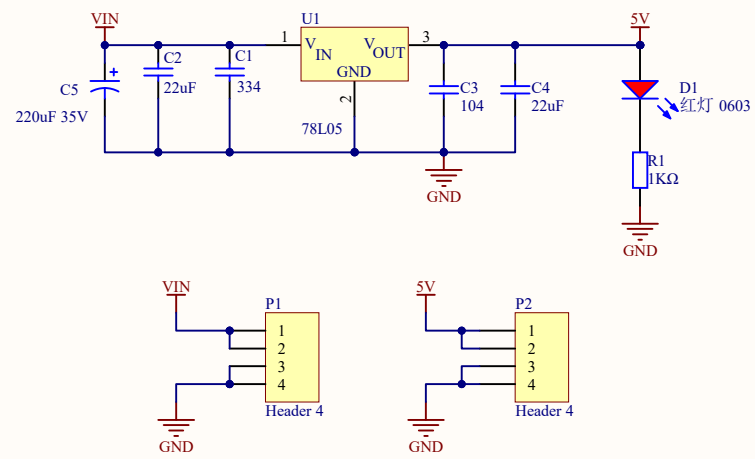 VIN
U1
5V
1
VIN
VOUT
3
GND
2
78L05
C5
220uF 35V
C2
22uF
C1
334
C3
104
C4
22uF
D1
红灯 0603
R1
1KΩ
GND
GND
VIN
P1
1
2
3
4
Header 4
GND
5V
P2
1
2
3
4
Header 4
GND